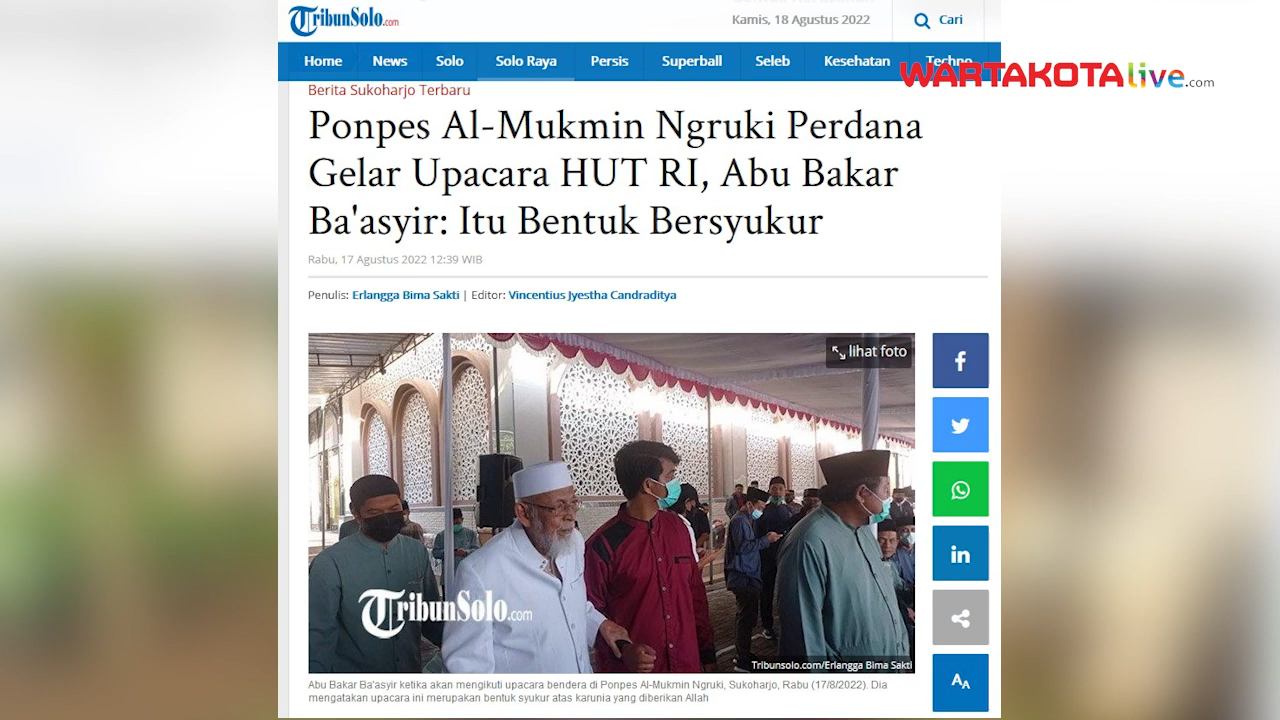 TribunSolo.com
Kamis, 18 Agustus 2022
Cari
Home News Solo Solo Raya Persis Superball Seleb Kesehatan Techno
WARTAKOTAlive.com
Berita Sukoharjo Terbaru
Ponpes Al-Mukmin Ngruki Perdana
Gelar Upacara HUT RI, Abu Bakar
Ba'asyir: Itu Bentuk Bersyukur
Rabu, 17 Agustus 2022 12:39 WIB
Penulis: Erlangga Bima Sakti | Editor: Vincentius Jyestha Candraditya
lihat foto
TribunSolo.com
Tribunsolo.com/Erlangga Bima Sakti
AA
Abu Bakar Ba'asyir ketika akan mengikuti upacara bendera di Ponpes Al-Mukmin Ngruki, Sukoharjo, Rabu (17/8/2022). Dia
mengatakan upacara ini merupakan bentuk syukur atas karunia yang diberikan Allah